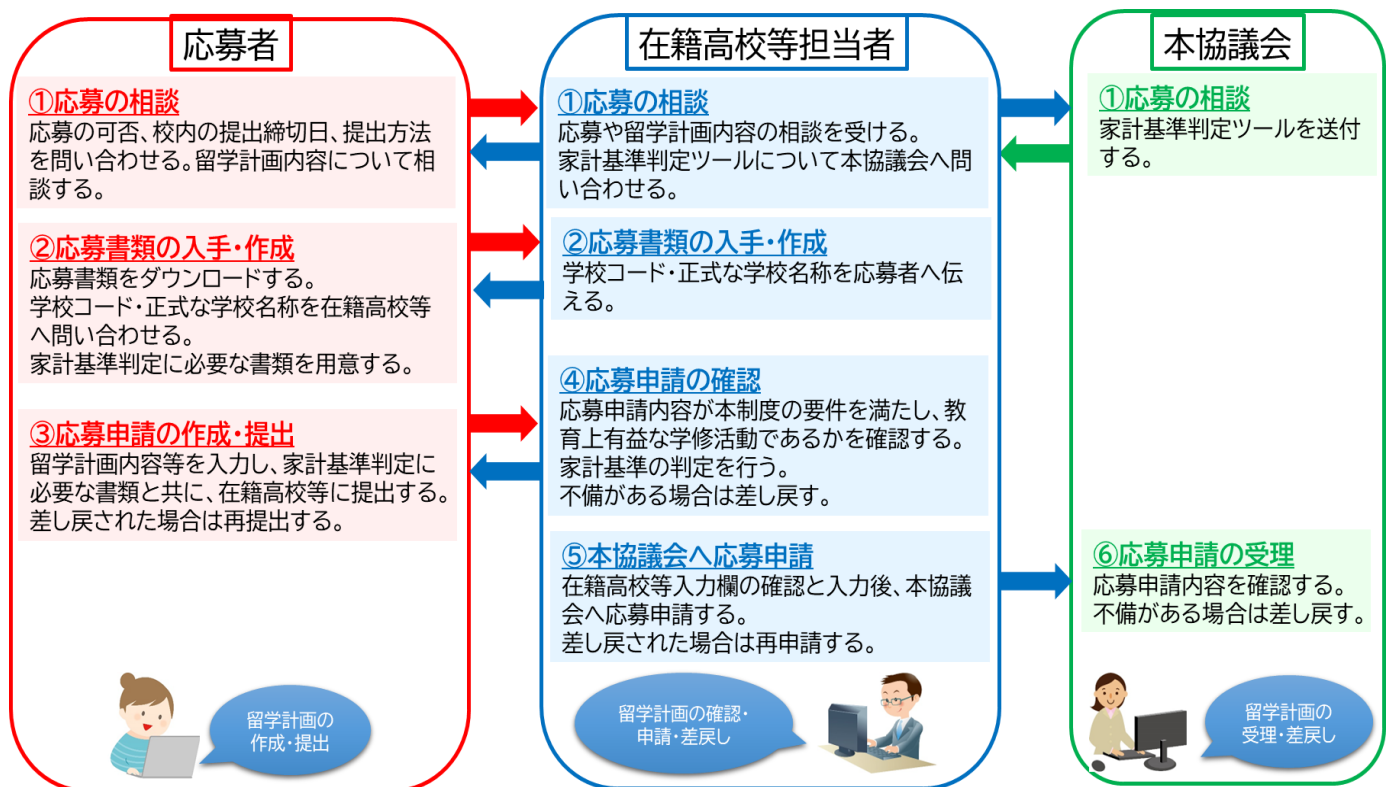 応募者
①応募の相談
応募の可否、校内の提出締切日、提出方法
を問い合わせる。留学計画内容について相
談する。
②応募書類の入手・作成
応募書類をダウンロードする。
学校コード・正式な学校名称を在籍高校等
へ問い合わせる。
家計基準判定に必要な書類を用意する。
③応募申請の作成・提出
留学計画内容等を入力し、家計基準判定に
必要な書類と共に、在籍高校等に提出する。
差し戻された場合は再提出する。
留学計画の
作成・提出
在籍高校等担当者
①応募の相談
応募や留学計画内容の相談を受ける。
家計基準判定ツールについて本協議会へ問
い合わせる。
②応募書類の入手・作成
学校コード・正式な学校名称を応募者へ伝
える。
④応募申請の確認
応募申請内容が本制度の要件を満たし、教
育上有益な学修活動であるかを確認する。
家計基準の判定を行う。
不備がある場合は差し戻す。
⑤本協議会へ応募申請
在籍高校等入力欄の確認と入力後、本協議
会へ応募申請する。
差し戻された場合は再申請する。
留学計画の確認・
申請・差戻し
本協議会
①応募の相談
家計基準判定ツールを送付
する。
⑥応募申請の受理
応募申請内容を確認する。
不備がある場合は差し戻す。
留学計画の
受理・差戻し